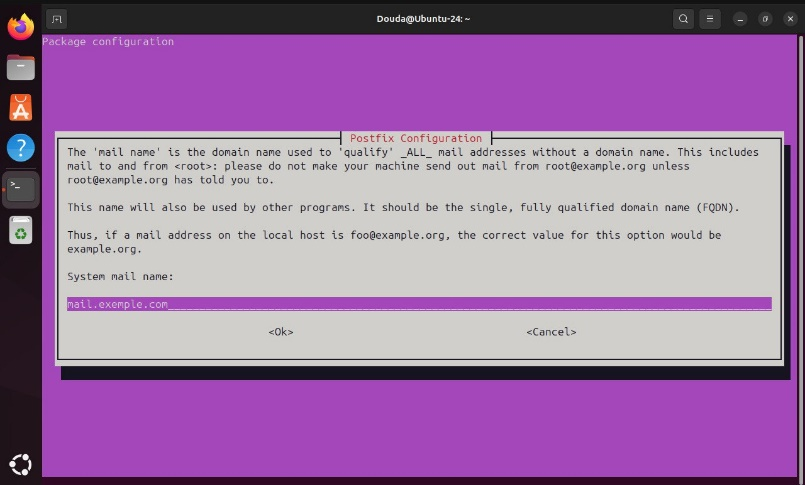 Douda@Ubuntu-24: ~
Package configuration
Postfix Configuration
The 'mail name' is the domain name used to 'qualify' _ALL_ mail addresses without a domain name. This includes
mail to and from <root>: please do not make your machine send out mail from root@example.org unless
root@example.org has told you to.
This name will also be used by other programs. It should be the single, fully qualified domain name (FQDN).
Thus, if a mail address on the local host is foo@example.org, the correct value for this option would be
example.org.
System mail name:
mail.exemple.com
<Ok> <Cancel>